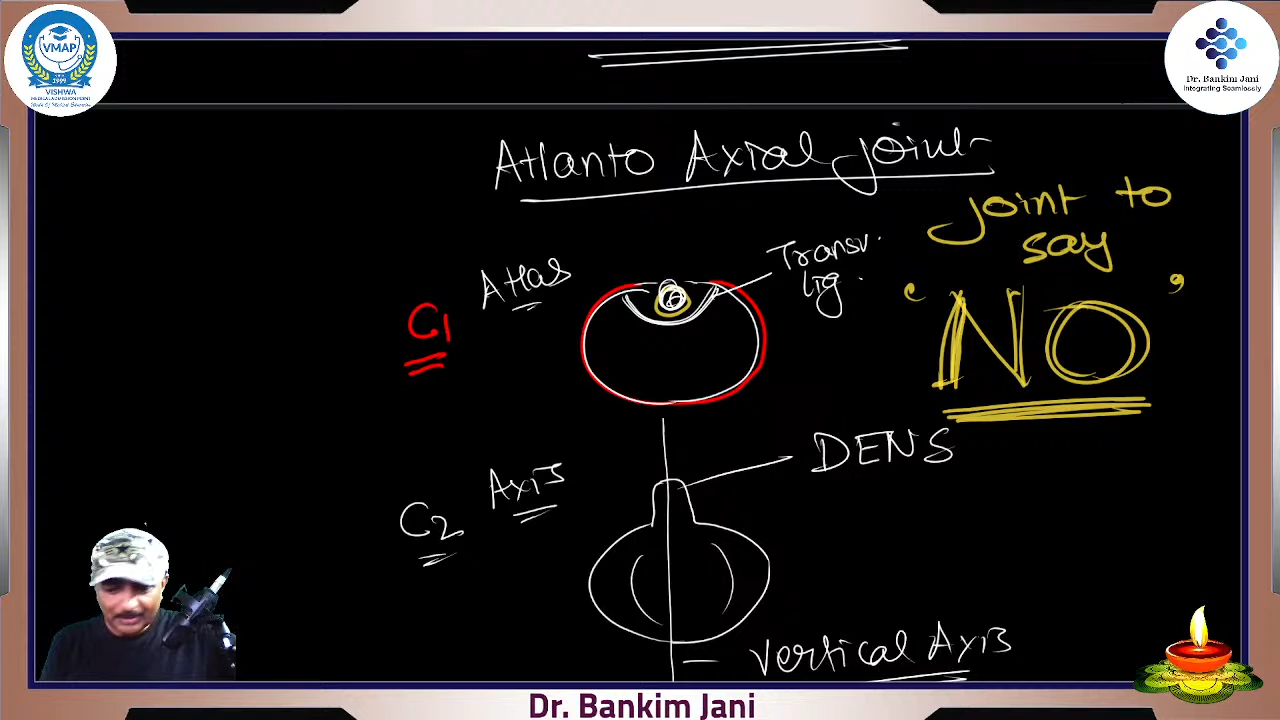 VMAP
1999
VISHWA
Dr. Bankim Jani
Integrating Seamlessly
Atlanto Axial joint
joint to
say
'NO'
Transv.
lig.
Atlas
C1
DENS
Axis
C2
Vertical Axis
Dr. Bankim Jani